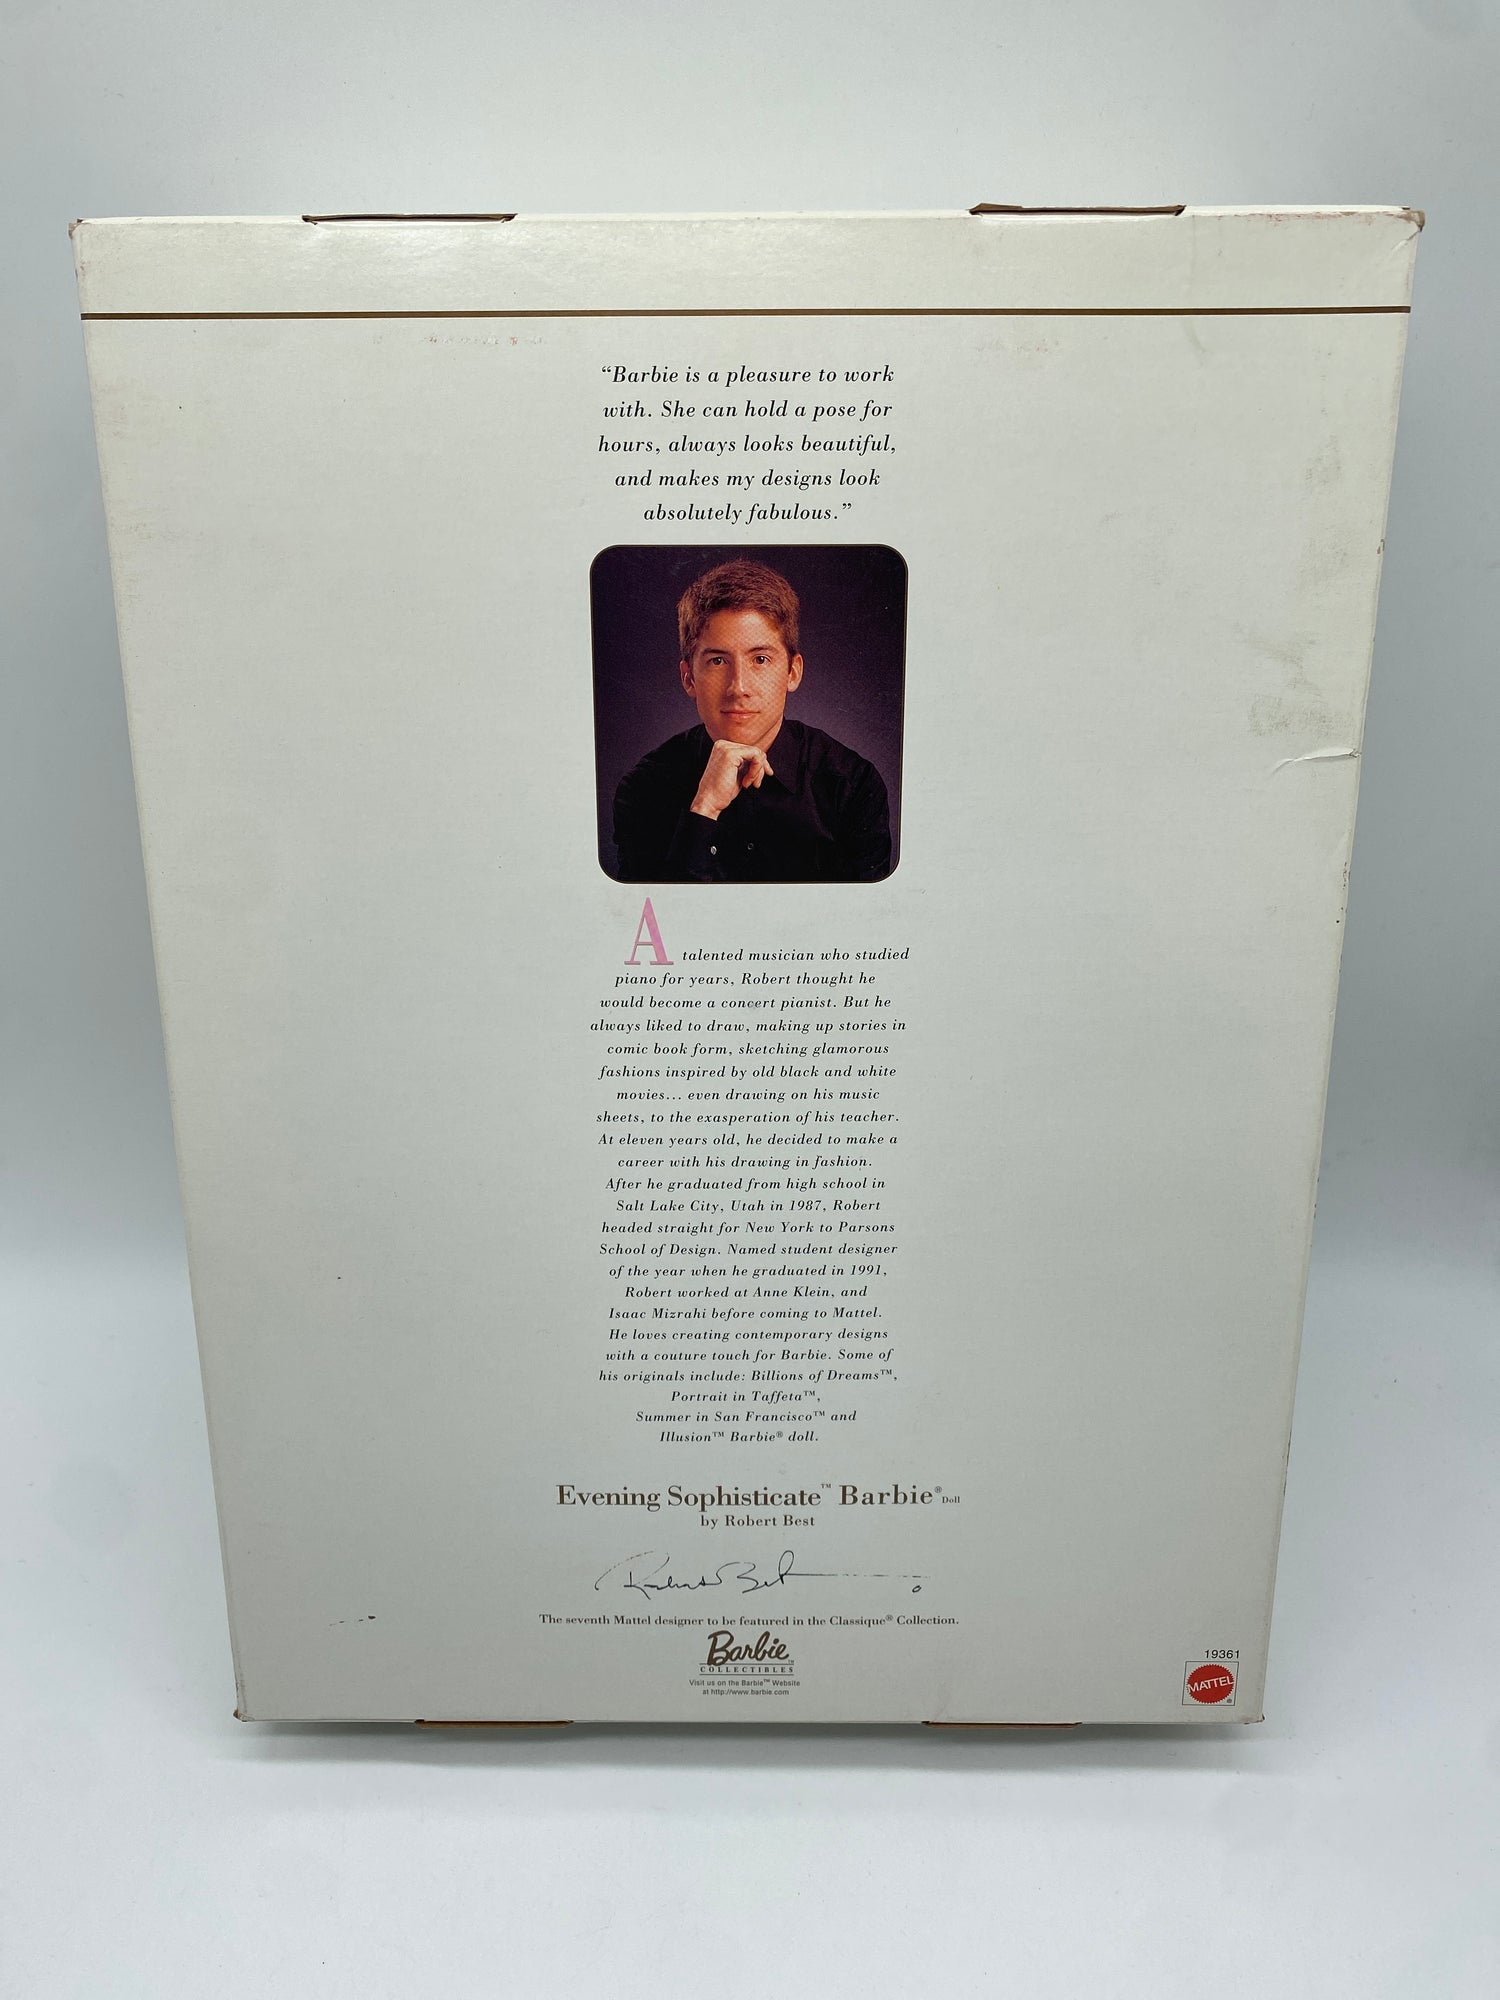 “Barbie is a pleasure to work
with. She can hold a pose for
hours, always looks beautiful,
and makes my designs look
absolutely fabulous.”
A talented musician who studied
piano for years, Robert thought he
would become a concert pianist. But he
always liked to draw, making up stories in
comic book form, sketching glamorous
fashions inspired by old black and white
movies... even drawing on his music
sheets, to the exasperation of his teacher.
At eleven years old, he decided to make a
career with his drawing in fashion.
After he graduated from high school in
Salt Lake City, Utah in 1987, Robert
headed straight for New York to Parsons
School of Design. Named student designer
of the year when he graduated in 1991,
Robert worked at Anne Klein, and
Isaac Mizrahi before coming to Mattel.
He loves creating contemporary designs
with a couture touch for Barbie. Some of
his originals include: Billions of Dreams™,
Portrait in Taffeta™,
Summer in San Francisco™ and
Illusion™ Barbie® doll.
Evening Sophisticate™ Barbie® Doll
by Robert Best
Robert Best
The seventh Mattel designer to be featured in the Classique® Collection.
Barbie™
COLLECTIBLES
Visit us on the Barbie™ Website
at http://www.barbie.com
19361
MATTEL®